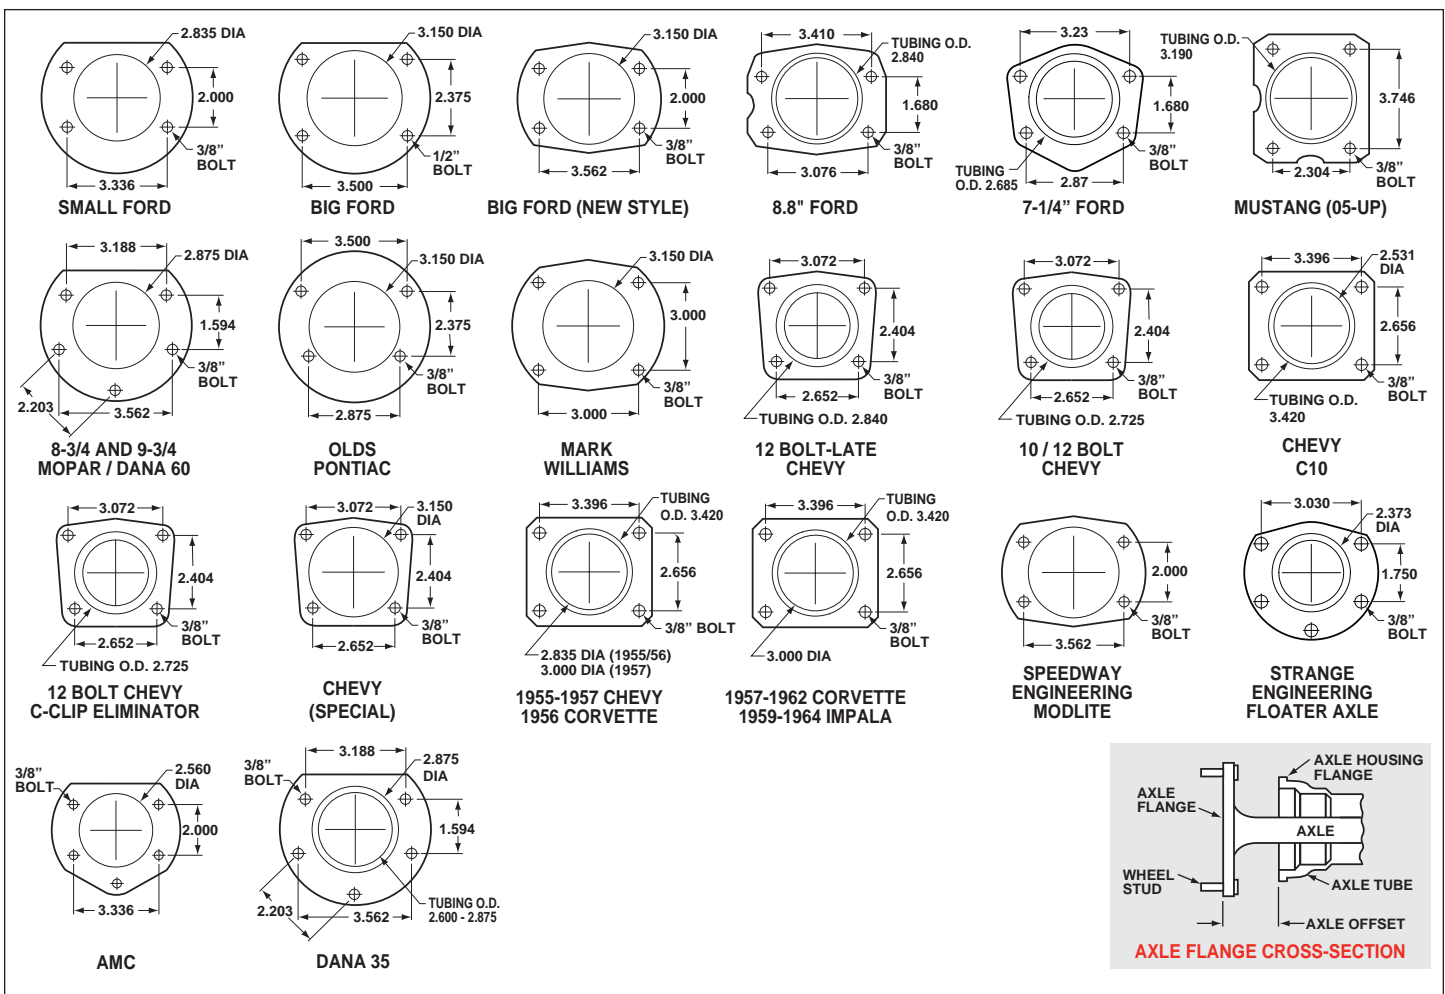 2.835 DIA
2.000
3/8”
BOLT
3.336
SMALL FORD
3.150 DIA
2.375
1/2”
BOLT
3.500
BIG FORD
3.150 DIA
2.000
3/8”
BOLT
3.562
BIG FORD (NEW STYLE)
3.410
TUBING O.D.
2.840
1.680
3/8”
BOLT
3.076
8.8" FORD
3.23
1.680
3/8”
BOLT
TUBING
O.D. 2.685
2.87
7-1/4” FORD
TUBING O.D.
3.190
3.746
2.304
3/8”
BOLT
MUSTANG (05-UP)
3.188
2.875 DIA
1.594
3/8”
BOLT
2.203
3.562
8-3/4 AND 9-3/4
MOPAR / DANA 60
3.500
3.150 DIA
2.375
3/8”
BOLT
2.875
OLDS
PONTIAC
3.150 DIA
3.000
3/8”
BOLT
3.000
MARK
WILLIAMS
3.072
2.404
3/8”
BOLT
2.652
TUBING O.D. 2.840
12 BOLT-LATE
CHEVY
3.072
2.404
3/8”
BOLT
2.652
TUBING O.D. 2.725
10 / 12 BOLT
CHEVY
3.396
2.531
DIA
2.656
3/8”
BOLT
TUBING O.D.
3.420
CHEVY
C10
3.072
2.404
3/8”
BOLT
2.652
TUBING O.D. 2.725
12 BOLT CHEVY
C-CLIP ELIMINATOR
3.072
3.150
DIA
2.404
3/8”
BOLT
2.652
CHEVY
(SPECIAL)
3.396
TUBING
O.D. 3.420
2.656
3/8” BOLT
2.835 DIA (1955/56)
3.000 DIA (1957)
1955-1957 CHEVY
1956 CORVETTE
3.396
TUBING
O.D. 3.420
2.656
3/8”
BOLT
3.000 DIA
1957-1962 CORVETTE
1959-1964 IMPALA
2.000
3/8”
BOLT
3.562
SPEEDWAY
ENGINEERING
MODLITE
3.030
2.373
DIA
1.750
3/8”
BOLT
STRANGE
ENGINEERING
FLOATER AXLE
3/8”
BOLT
2.560
DIA
2.000
3.336
AMC
3/8”
BOLT
3.188
2.875
DIA
1.594
2.203
3.562
TUBING O.D.
2.600 - 2.875
DANA 35
AXLE HOUSING
FLANGE
AXLE
FLANGE
AXLE
WHEEL
STUD
AXLE TUBE
AXLE OFFSET
AXLE FLANGE CROSS-SECTION